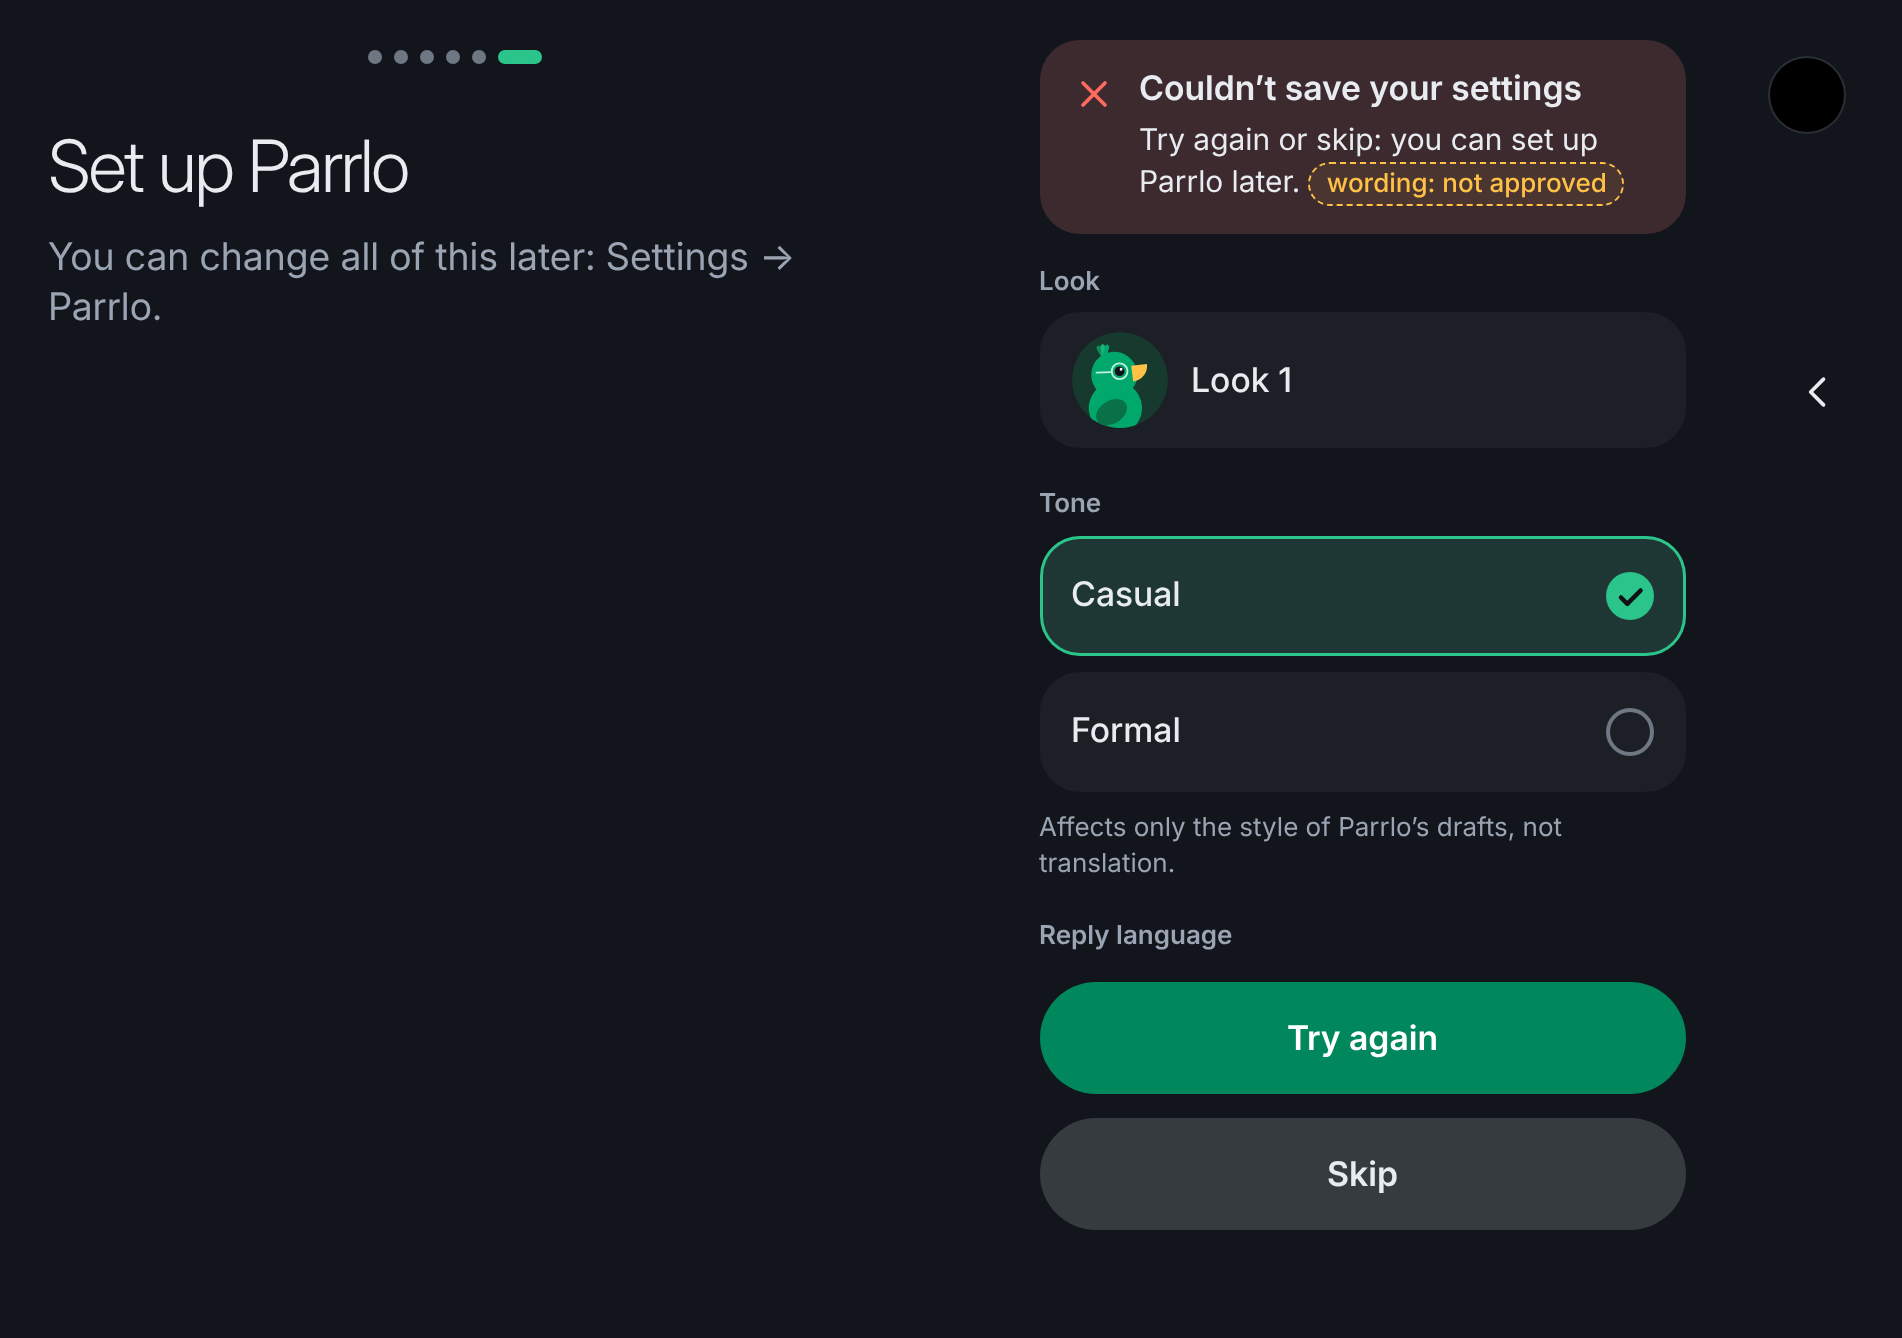 Set up Parrlo
You can change all of this later: Settings →
Parrlo.
Couldn’t save your settings
Try again or skip: you can set up
Parrlo later. wording: not approved
Look
Look 1
Tone
Casual
Formal
Affects only the style of Parrlo’s drafts, not
translation.
Reply language
Try again
Skip